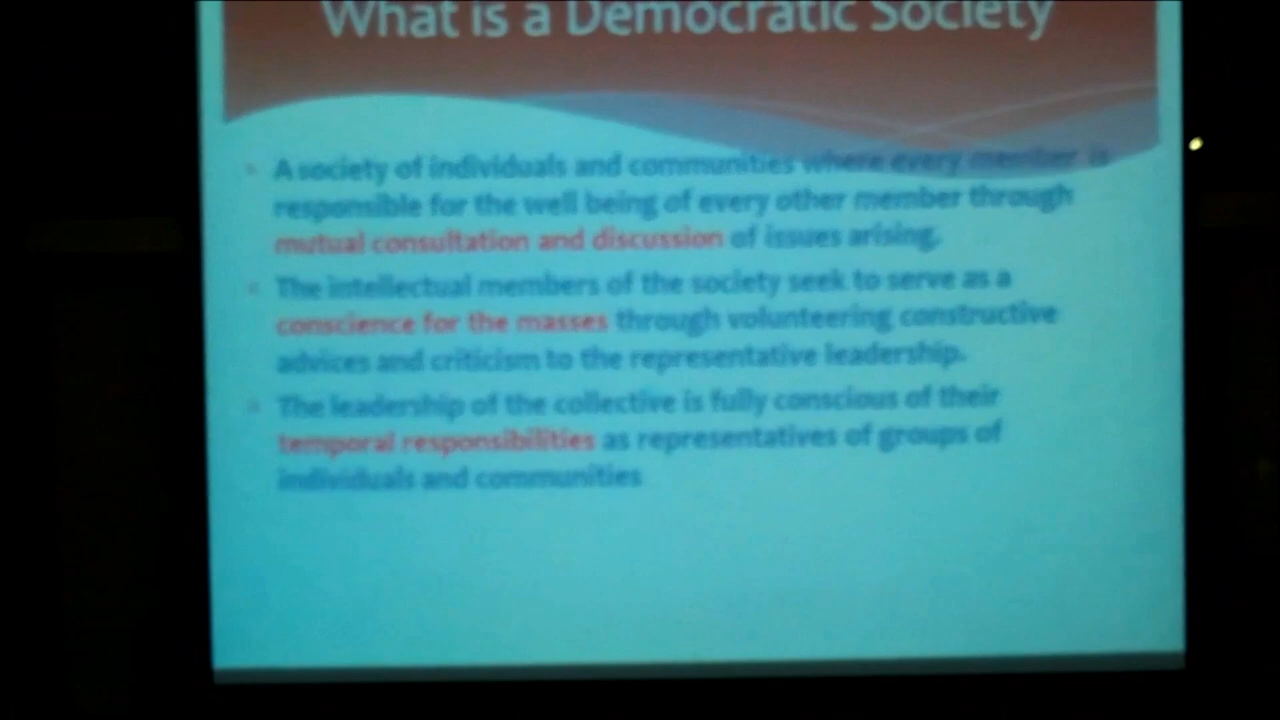 What is a Democratic Society
A society of individuals and communities where every member is
responsible for the well being of every other member through
mutual consultation and discussion of issues arising.
The intellectual members of the society seek to serve as a
conscience for the masses through volunteering constructive
advices and criticism to the representative leadership.
The leadership of the collective is fully conscious of their
temporal responsibilities as representatives of groups of
individuals and communities